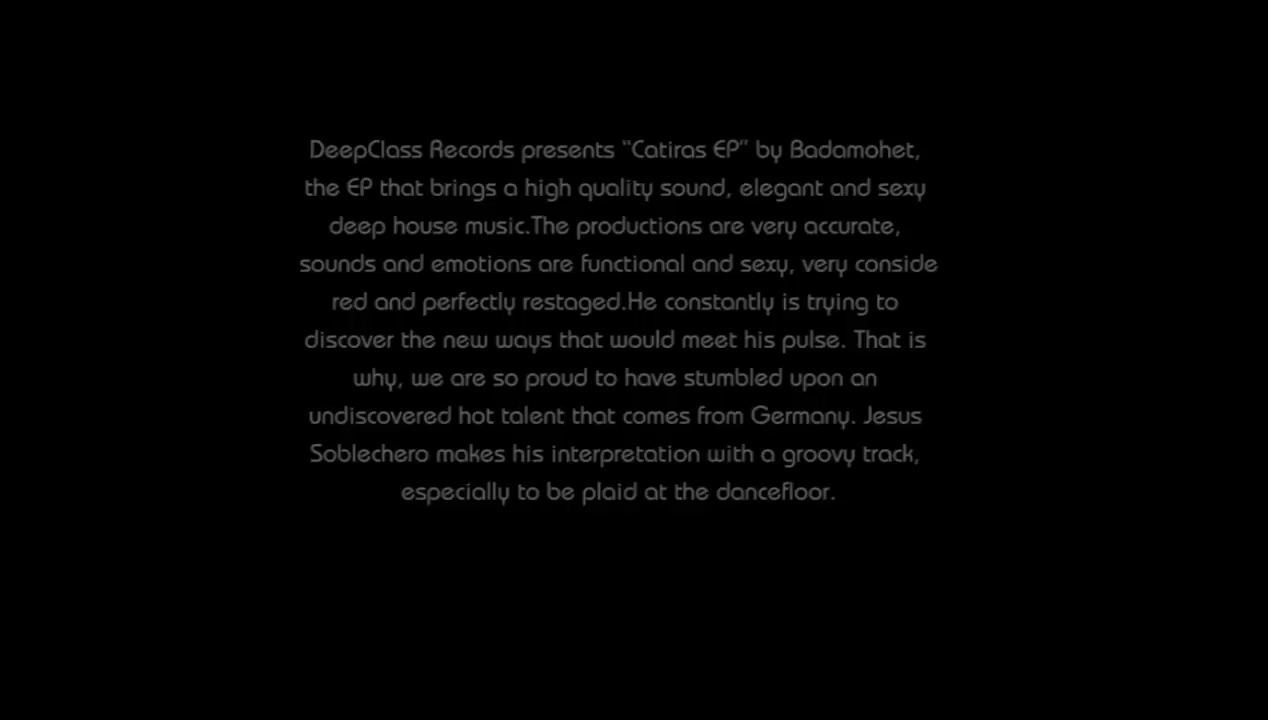 DeepClass Records presents "Catiras EP" by Badamohet,
the EP that brings a high quality sound, elegant and sexy
deep house music.The productions are very accurate,
sounds and emotions are functional and sexy, very conside
red and perfectly restaged.He constantly is trying to
discover the new ways that would meet his pulse. That is
why, we are so proud to have stumbled upon an
undiscovered hot talent that comes from Germany. Jesus
Soblechero makes his interpretation with a groovy track,
especially to be plaid at the dancefloor.